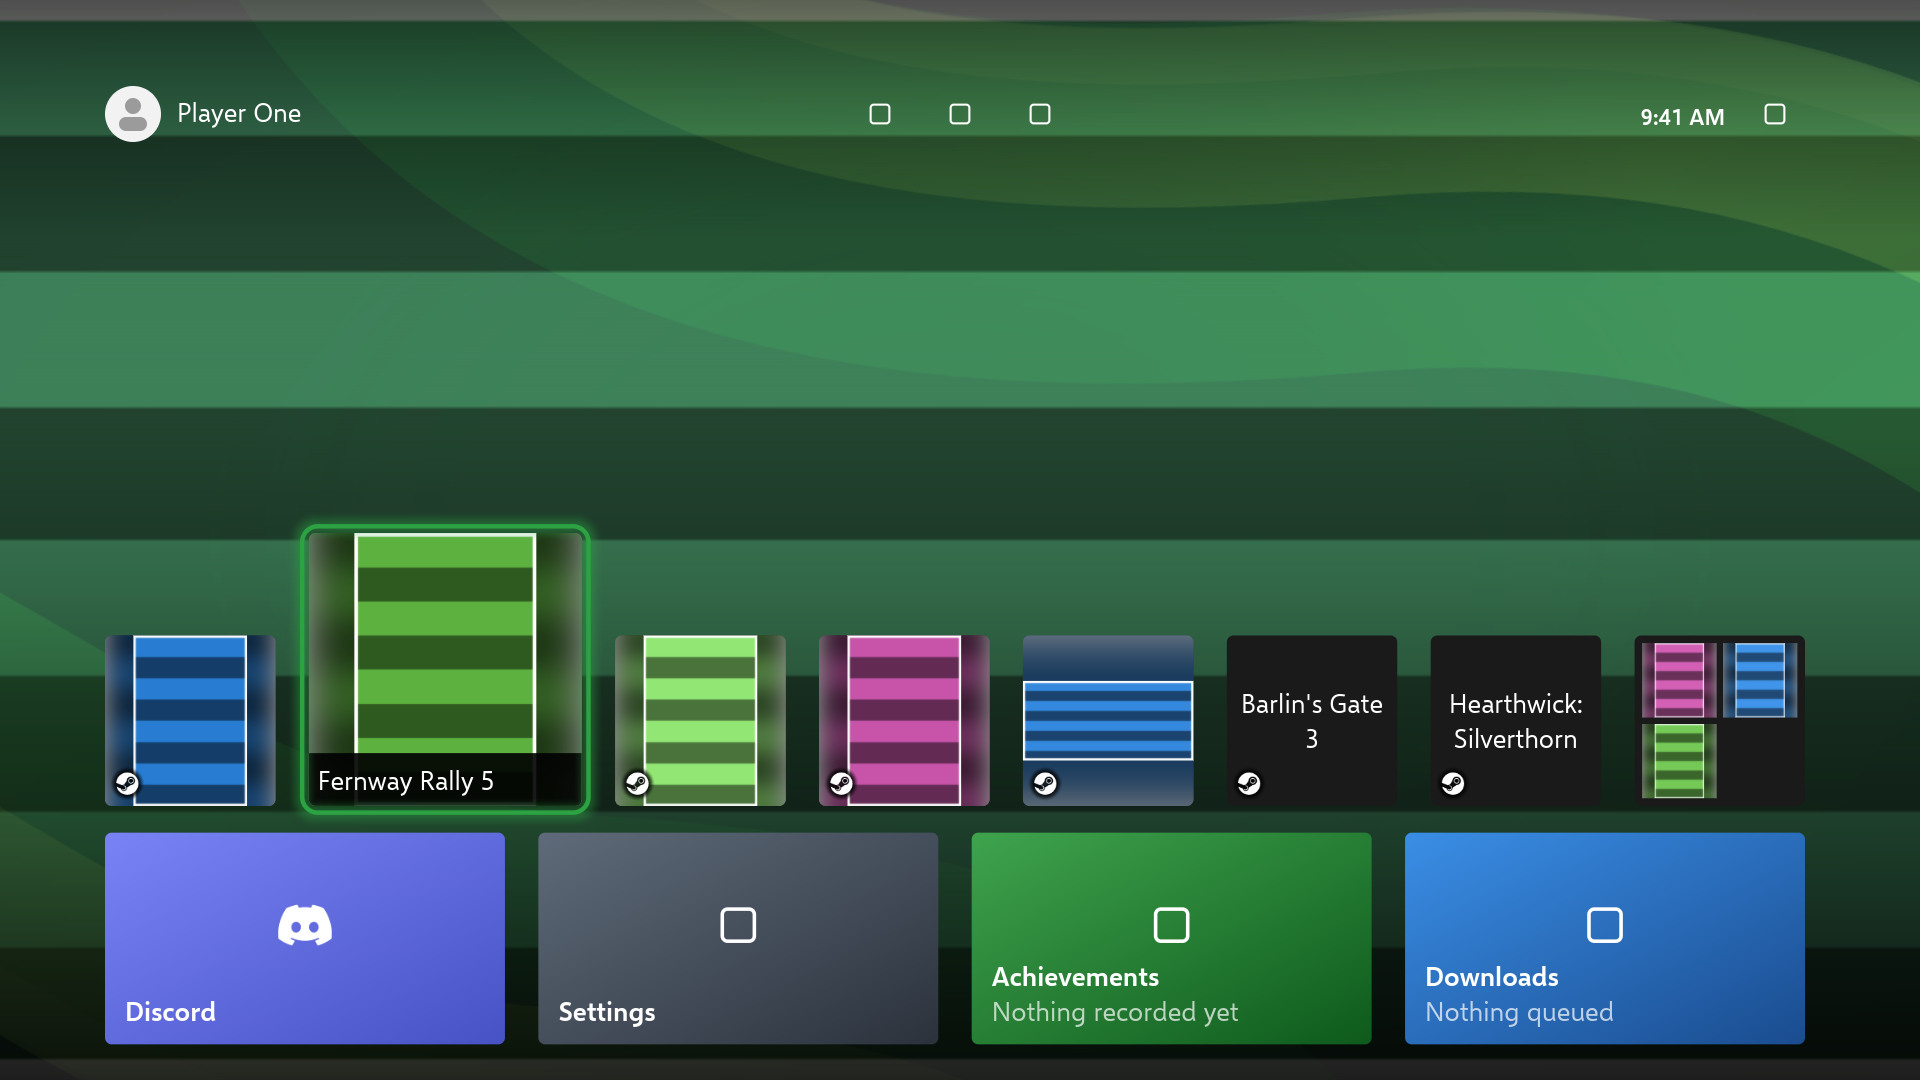 Player One
9:41 AM
Fernway Rally 5
Barlin's Gate
3
Hearthwick:
Silverthorn
Discord
Settings
Achievements
Nothing recorded yet
Downloads
Nothing queued